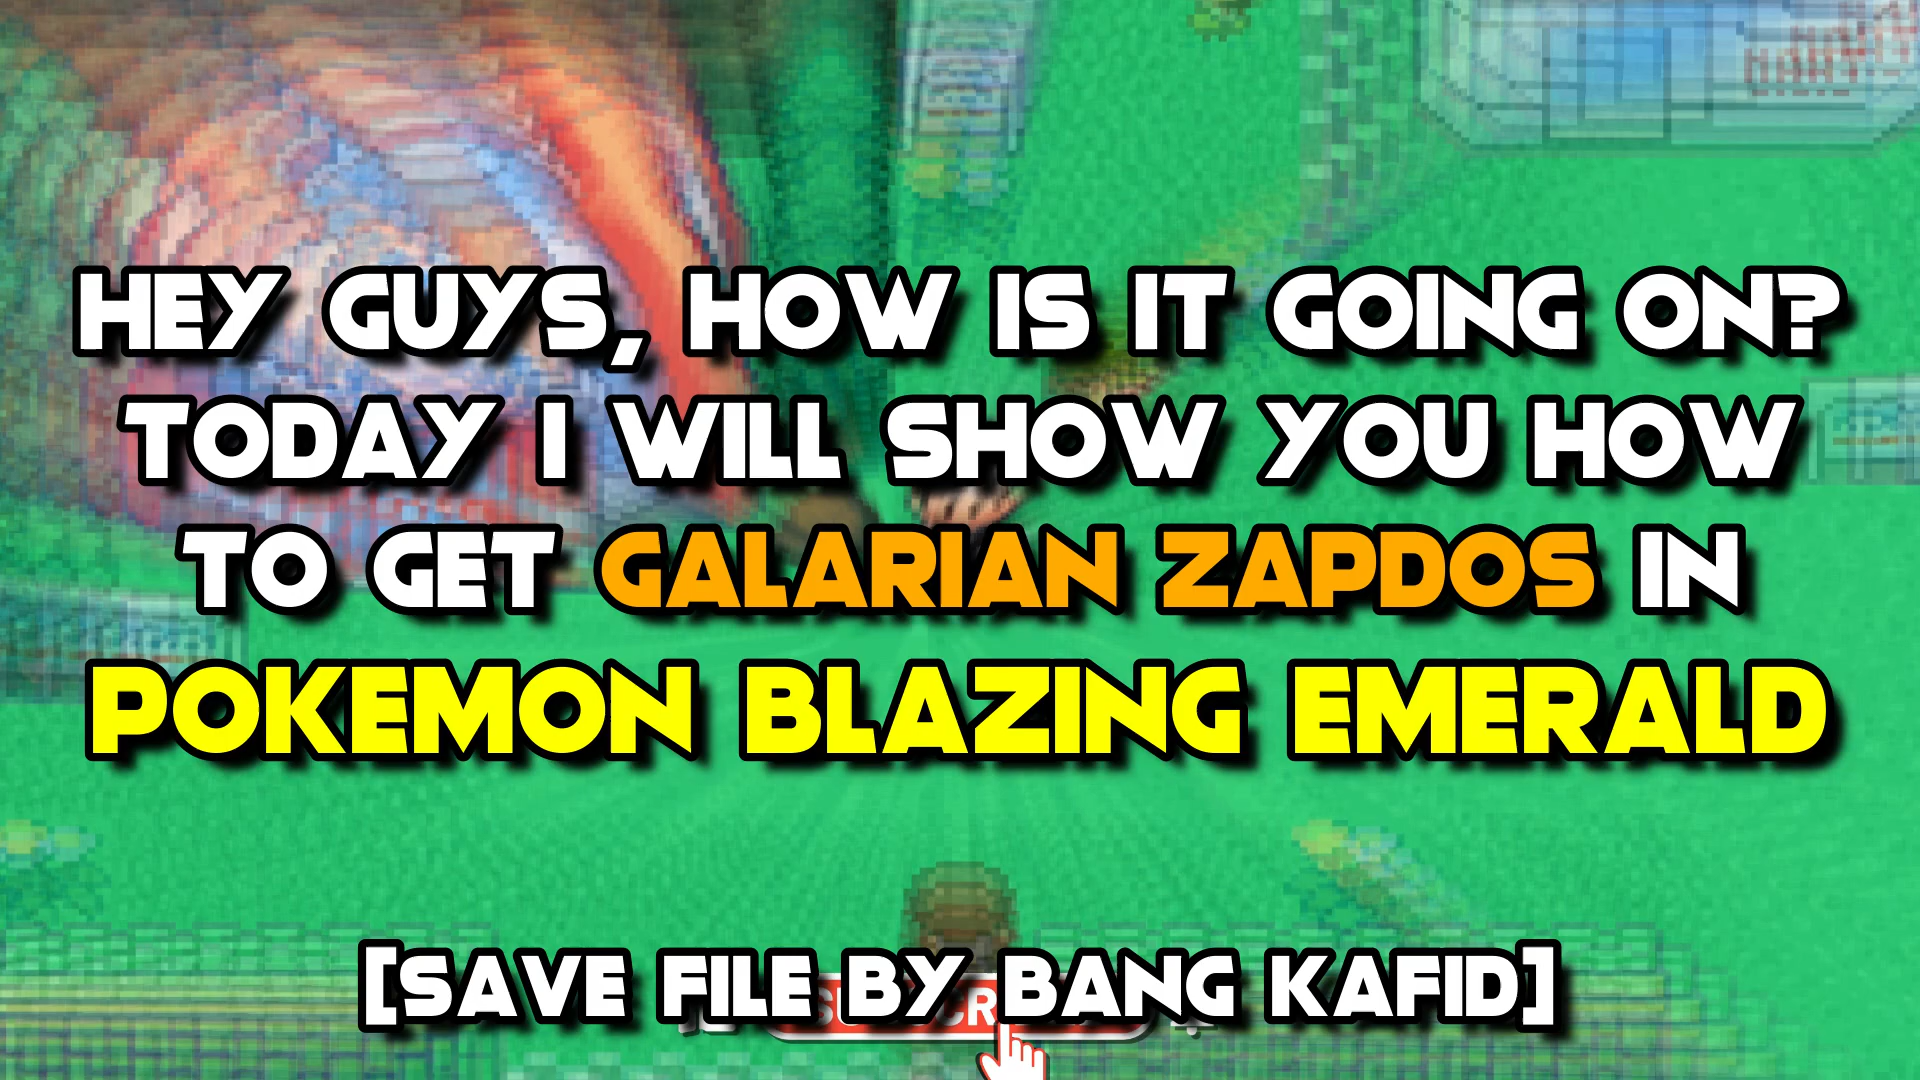 HEY GUYS, HOW IS IT GOING ON?
TODAY I WILL SHOW YOU HOW
TO GET GALARIAN ZAPDOS IN
POKEMON BLAZING EMERALD
[SAVE FILE BY BANG KAFID]